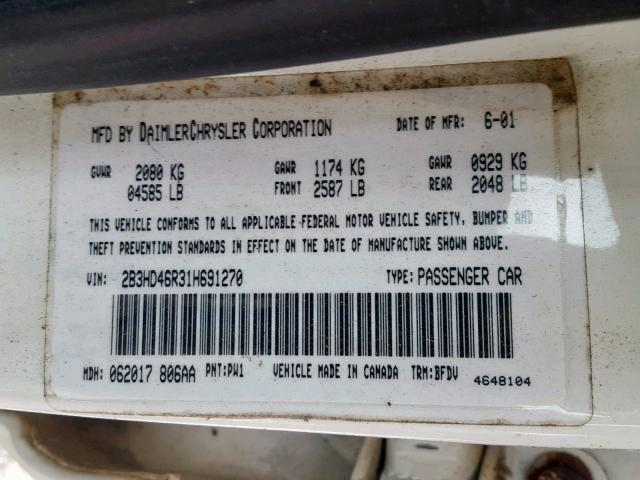 MFD BY DAIMLERCHRYSLER CORPORATION DATE OF MFR: 6-01
GVWR 2080 KG GAWR 1174 KG GAWR 0929 KG
04585 LB FRONT 2587 LB REAR 2048 LB
THIS VEHICLE CONFORMS TO ALL APPLICABLE FEDERAL MOTOR VEHICLE SAFETY, BUMPER AND
THEFT PREVENTION STANDARDS IN EFFECT ON THE DATE OF MANUFACTURE SHOWN ABOVE.
VIN: 2B3HD46R31H691270 TYPE: PASSENGER CAR
MDH: 062017 806AA PNT:PW1 VEHICLE MADE IN CANADA TRM:BFDV 4648104